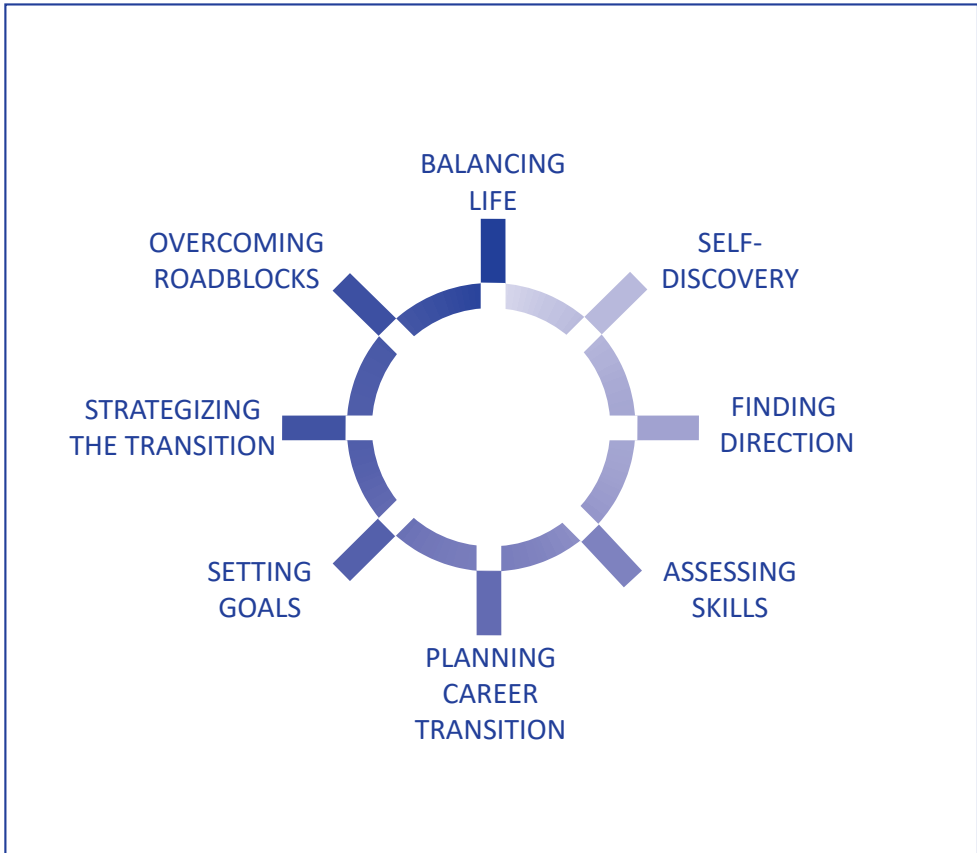 BALANCING
LIFE
SELF-
DISCOVERY
FINDING
DIRECTION
ASSESSING
SKILLS
PLANNING
CAREER
TRANSITION
SETTING
GOALS
STRATEGIZING
THE TRANSITION
OVERCOMING
ROADBLOCKS